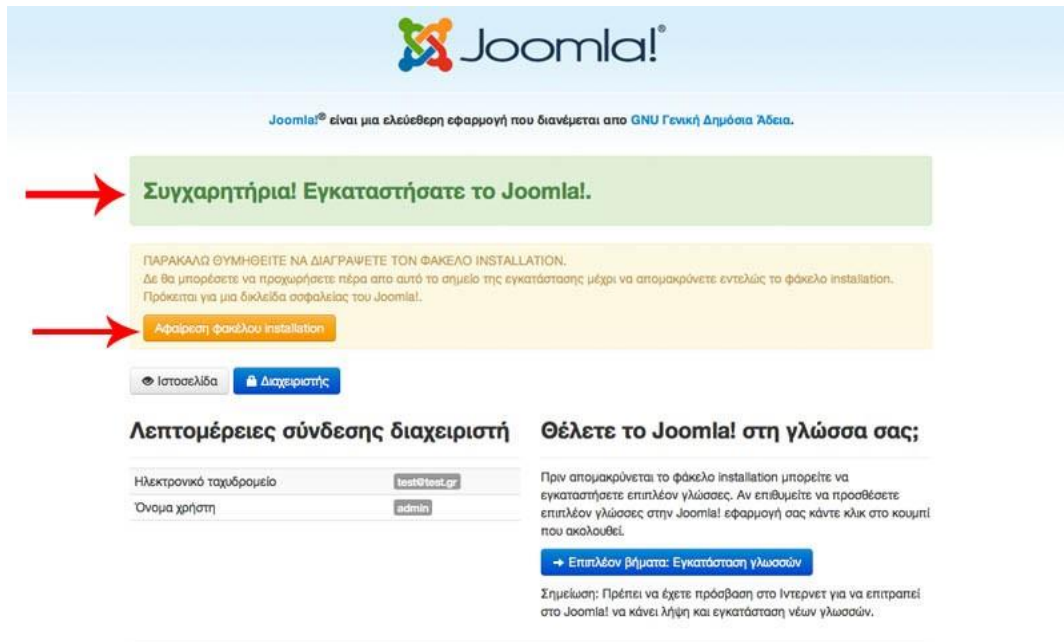 Joomla!®
Joomla!® είναι μια ελεύθερη εφαρμογή που διανέμεται απο GNU Γενική Δημόσια Άδεια.
Συγχαρητήρια! Εγκαταστήσατε το Joomla!.
ΠΑΡΑΚΑΛΩ ΘΥΜΗΘΕΙΤΕ ΝΑ ΔΙΑΓΡΑΨΕΤΕ ΤΟΝ ΦΑΚΕΛΟ INSTALLATION.
Δε θα μπορέσετε να προχωρήσετε πέρα απο αυτό το σημείο της εγκατάστασης μέχρι να απομακρύνετε εντελώς το φάκελο installation.
Πρόκειται για μια δικλείδα ασφαλείας του Joomla!.
Αφαίρεση φακέλου installation
Ιστοσελίδα
Διαχειριστής
Λεπτομέρειες σύνδεσης διαχειριστή
Ηλεκτρονικό ταχυδρομείο test@test.gr
Όνομα χρήστη admin
Θέλετε το Joomla! στη γλώσσα σας;
Πριν απομακρύνεται το φάκελο installation μπορείτε να
εγκαταστήσετε επιπλέον γλώσσες. Αν επιθυμείτε να προσθέσετε
επιπλέον γλώσσες στην Joomla! εφαρμογή σας κάντε κλικ στο κουμπί
που ακολουθεί.
→ Επιπλέον βήματα: Εγκατάσταση γλωσσών
Σημείωση: Πρέπει να έχετε πρόσβαση στο Ιντερνετ για να επιτραπεί
στο Joomla! να κάνει λήψη και εγκατάσταση νέων γλωσσών.